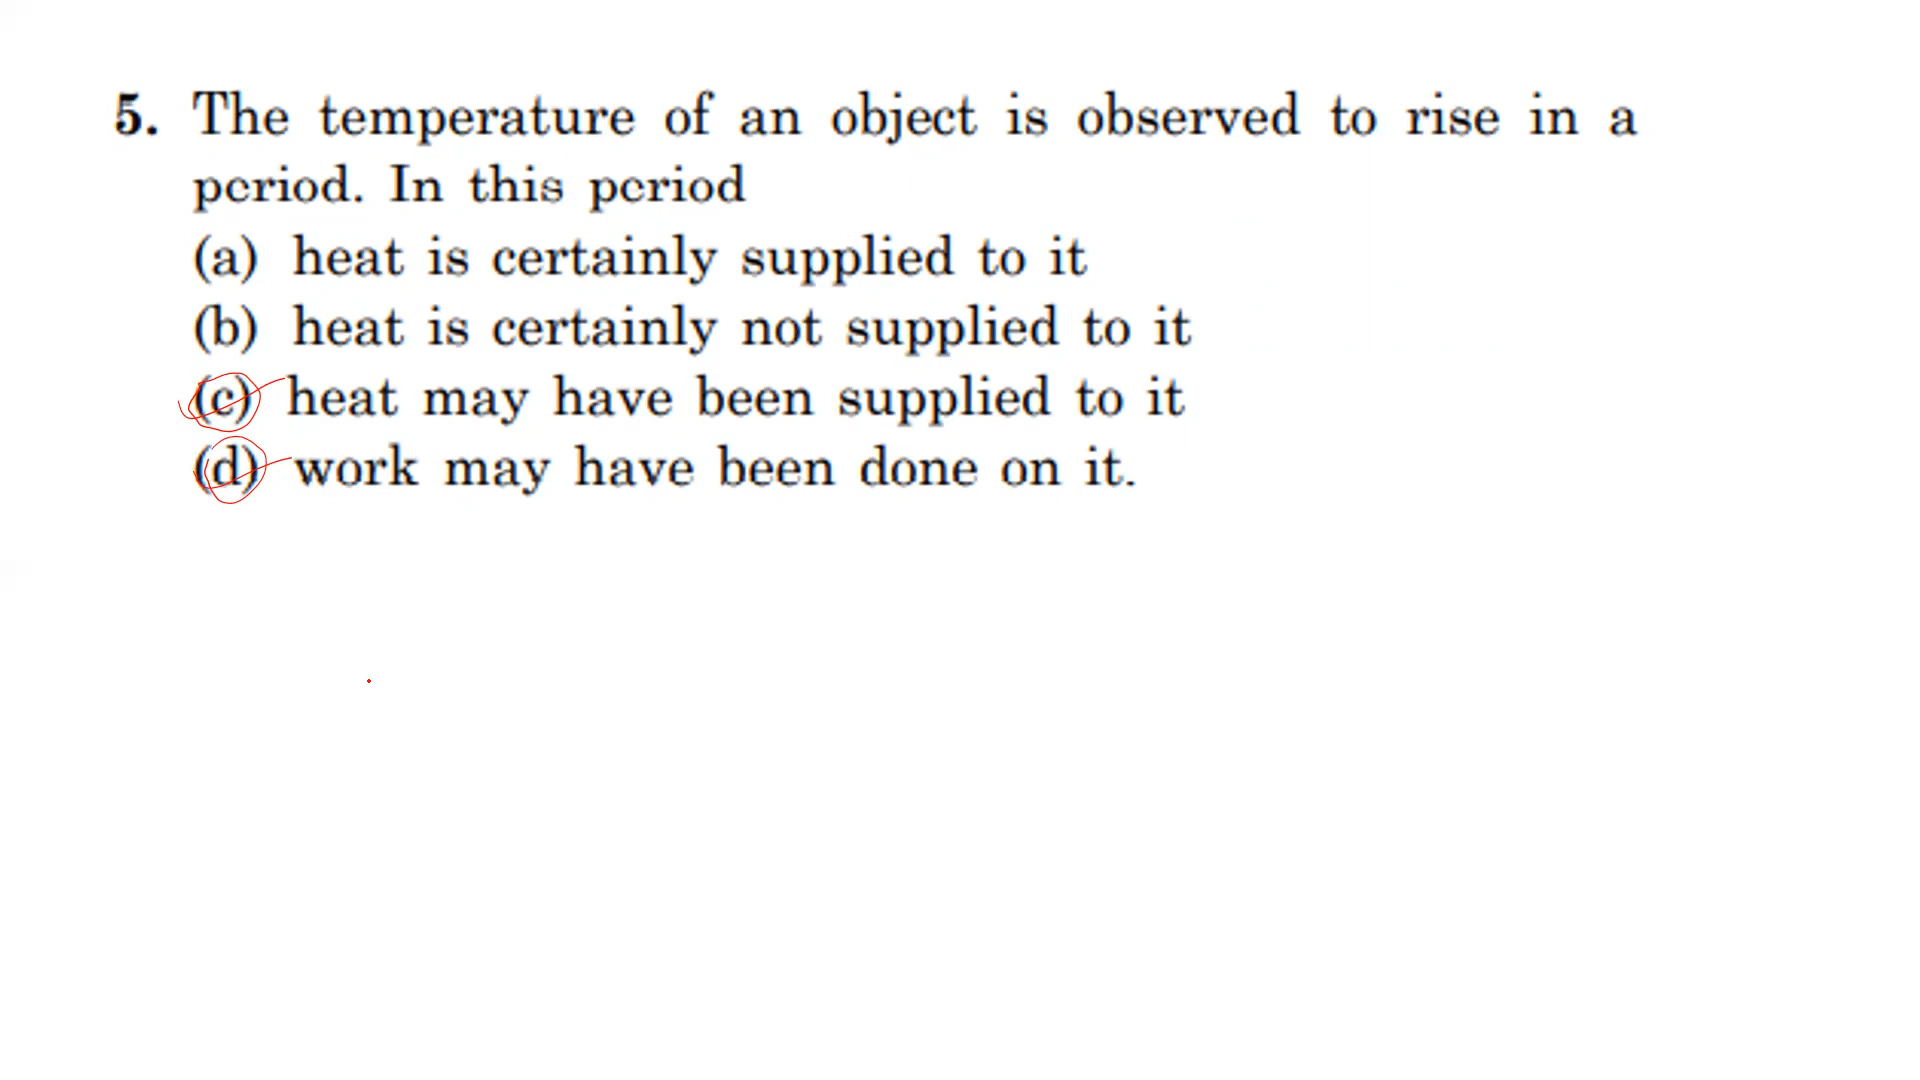 5. The temperature of an object is observed to rise in a
period. In this period
(a) heat is certainly supplied to it
(b) heat is certainly not supplied to it
(c) heat may have been supplied to it
(d) work may have been done on it.